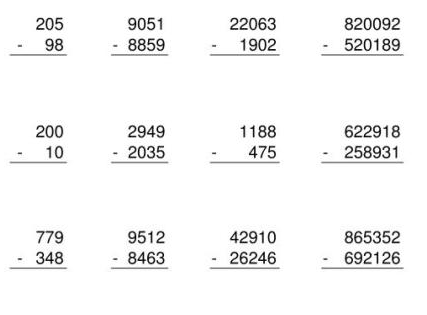 205 9051 22063 820092
- 98 - 8859 - 1902 - 520189
200 2949 1188 622918
- 10 - 2035 - 475 - 258931
779 9512 42910 865352
- 348 - 8463 - 26246 - 692126